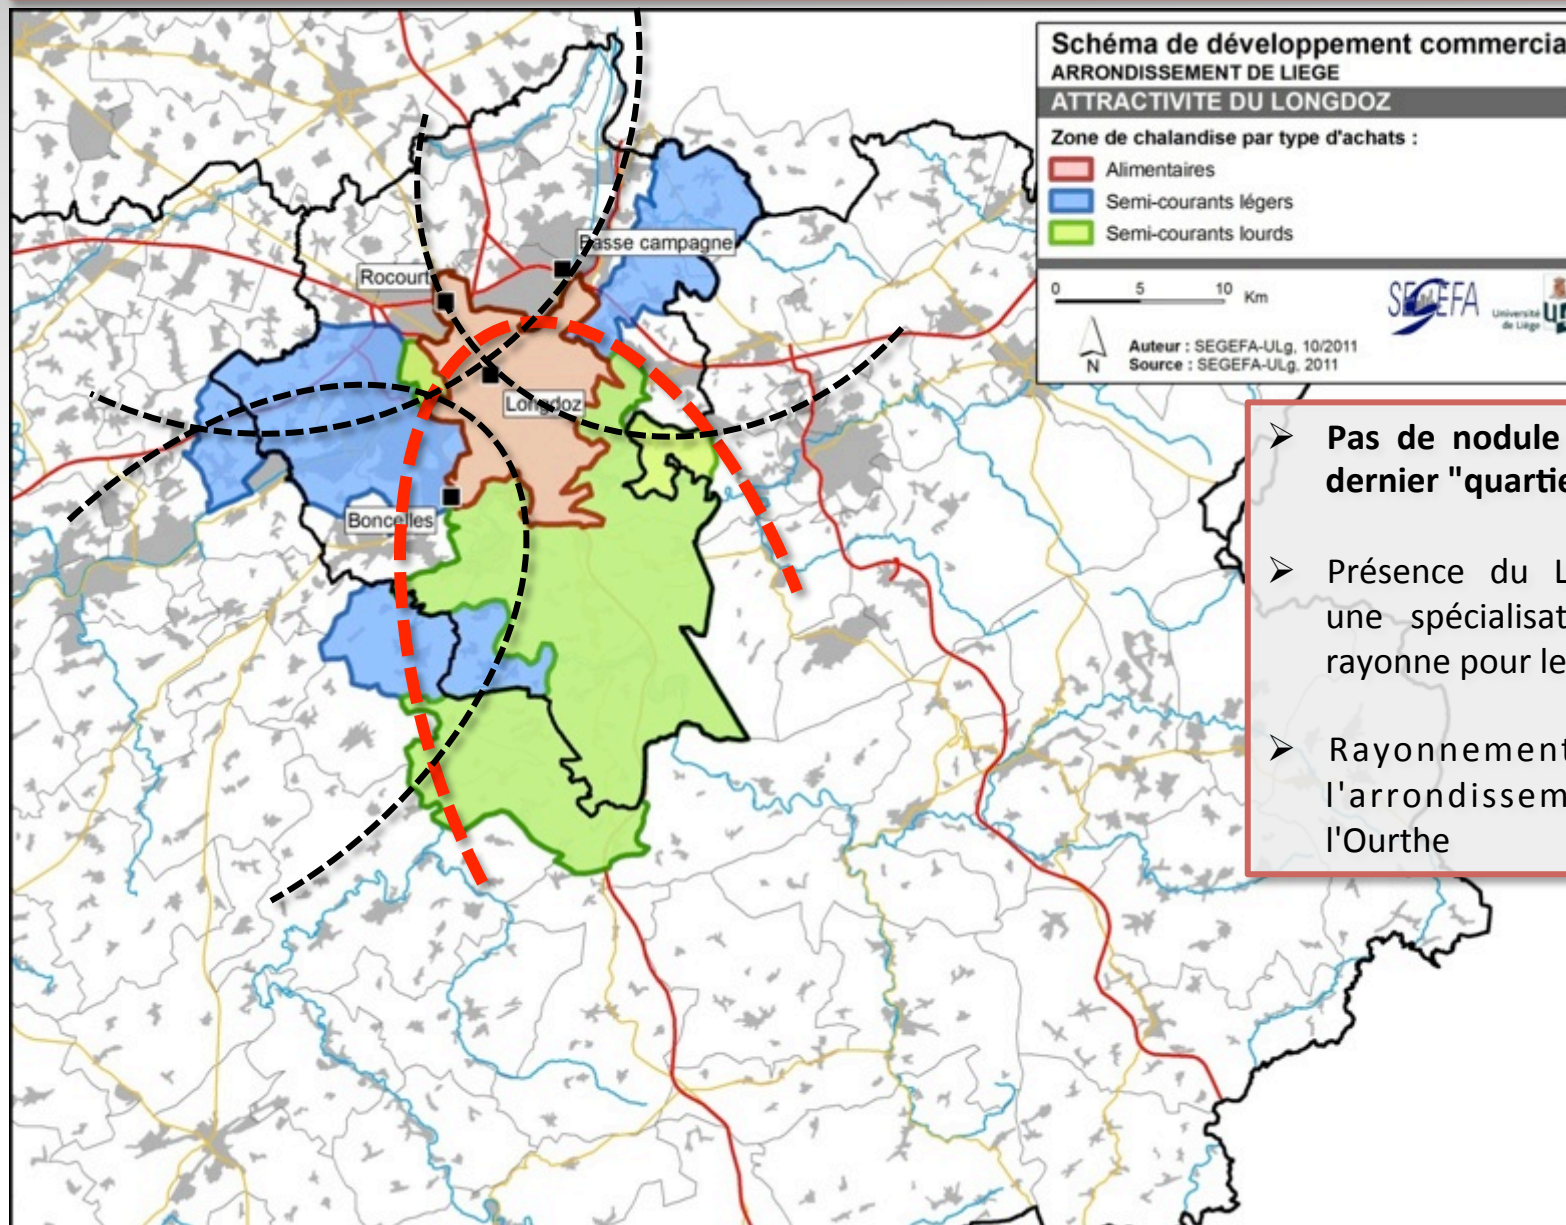 Schéma de développement commercia
ARRONDISSEMENT DE LIEGE
ATTRACTIVITE DU LONGDOZ
Zone de chalandise par type d'achats :
Alimentaires
Semi-courants légers
Semi-courants lourds
0 5 10 Km
N
Auteur : SEGEFA-ULg, 10/2011
Source : SEGEFA-ULg, 2011
SEGEFA
Université
de Liège
Basse campagne
Rocourt
Longdoz
Boncelles
➢ Pas de nodule
dernier "quartie
➢ Présence du L
une spécialisat
rayonne pour le
➢ Rayonnement
l'arrondissem
l'Ourthe